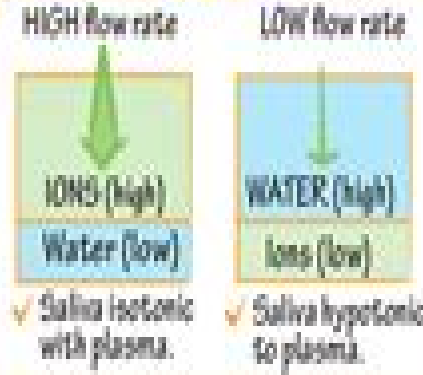 HIGH flow rate
IONS (high)
Water (low)
✓ Saliva isotonic
with plasma.
LOW flow rate
WATER (high)
Ions (low)
✓ Saliva hypotonic
to plasma.